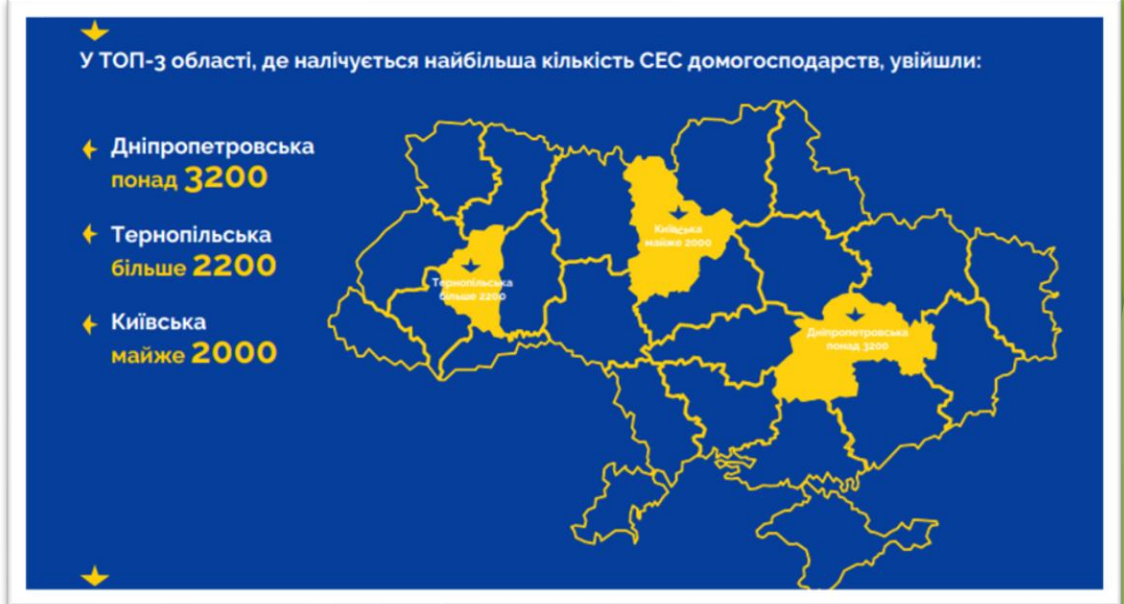 У ТОП-3 області, де налічується найбільша кількість СЕС домогосподарств, увійшли:
Дніпропетровська
понад 3200
Тернопільська
більше 2200
Київська
майже 2000
Київська
майже 2000
Тернопільська
більше 2200
Дніпропетровська
понад 3200